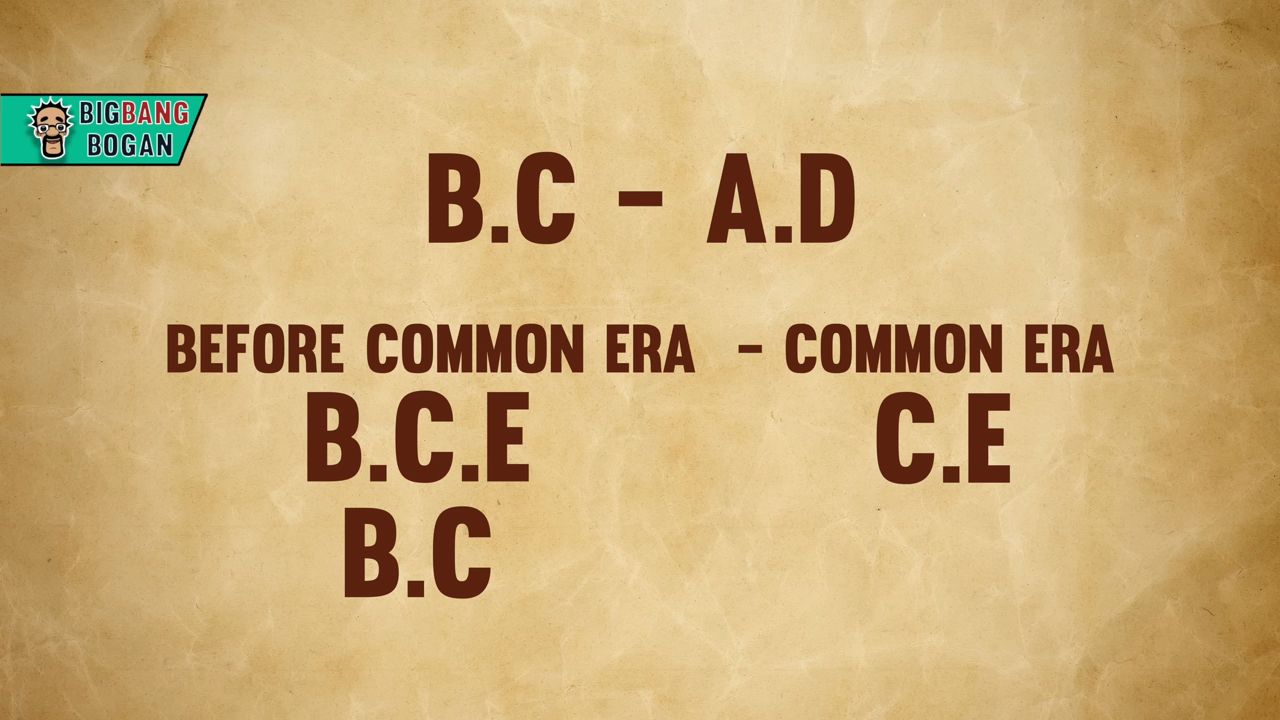 BIGBANG
BOGAN
B.C - A.D
BEFORE COMMON ERA - COMMON ERA
B.C.E C.E
B.C